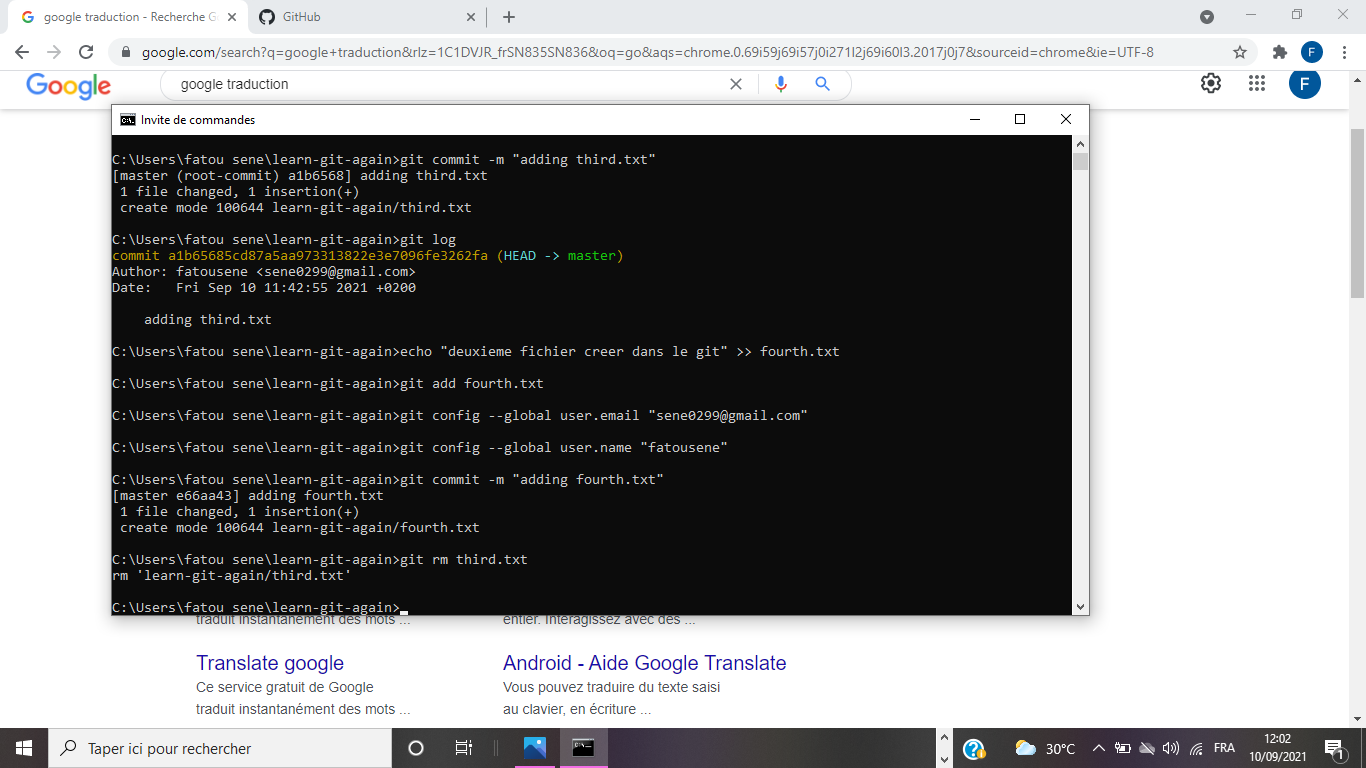 google traduction - Recherche G
GitHub
google.com/search?q=google+traduction&rlz=1C1DVJR_frSN835SN836&oq=go&aqs=chrome.0.69i59j69i57j0i271l2j69i60l3.2017j0j7&sourceid=chrome&ie=UTF-8
F
Google
google traduction
F
Invite de commandes
C:\Users\fatou sene\learn-git-again>git commit -m "adding third.txt"
[master (root-commit) a1b6568] adding third.txt
1 file changed, 1 insertion(+)
create mode 100644 learn-git-again/third.txt
C:\Users\fatou sene\learn-git-again>git log
commit a1b65685cd87a5aa973313822e3e7096fe3262fa (HEAD -> master)
Author: fatousene <sene0299@gmail.com>
Date:   Fri Sep 10 11:42:55 2021 +0200
adding third.txt
C:\Users\fatou sene\learn-git-again>echo "deuxieme fichier creer dans le git" >> fourth.txt
C:\Users\fatou sene\learn-git-again>git add fourth.txt
C:\Users\fatou sene\learn-git-again>git config --global user.email "sene0299@gmail.com"
C:\Users\fatou sene\learn-git-again>git config --global user.name "fatousene"
C:\Users\fatou sene\learn-git-again>git commit -m "adding fourth.txt"
[master e66aa43] adding fourth.txt
1 file changed, 1 insertion(+)
create mode 100644 learn-git-again/fourth.txt
C:\Users\fatou sene\learn-git-again>git rm third.txt
rm 'learn-git-again/third.txt'
C:\Users\fatou sene\learn-git-again>
traduit instantanément des mots ...
entier. Interagissez avec des ...
Translate google
Android - Aide Google Translate
Ce service gratuit de Google
Vous pouvez traduire du texte saisi
traduit instantanément des mots ...
au clavier, en écriture ...
Taper ici pour rechercher
30°C
FRA
12:02
10/09/2021
1